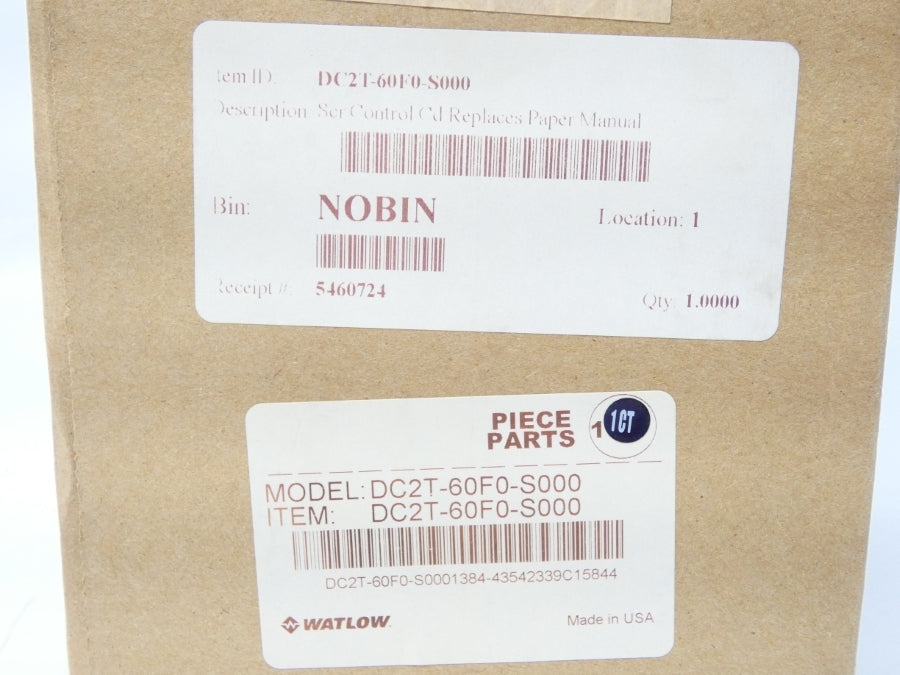 Item ID: DC2T-60F0-S000
Description: Scr Control Cd Replaces Paper Manual
Bin: NOBIN
Location: 1
Receipt #: 5460724
Qty: 1.0000
PIECE PARTS 1
1CT
MODEL: DC2T-60F0-S000
ITEM: DC2T-60F0-S000
DC2T-60F0-S0001384-43542339C15844
WATLOW
Made in USA